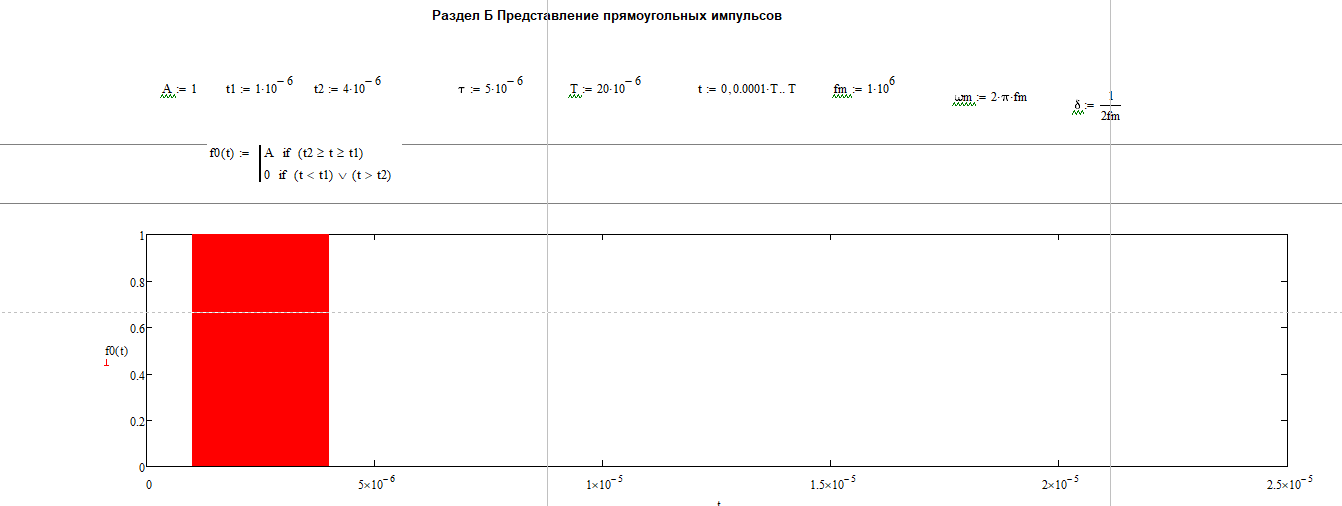 Раздел Б Представление прямоугольных импульсов
A := 1 t1 := 1·10^-6 t2 := 4·10^-6 τ := 5·10^-6 T := 20·10^-6 t := 0, 0.0001·T.. T fm := 1·10^6 ωm := 2·π·fm δ := 1/2fm
f0(t) := A if (t2 ≥ t ≥ t1)
0 if (t < t1) ∨ (t > t2)
1
0.8
0.6
f0(t)
0.4
0.2
0
0 5×10^-6 1×10^-5 1.5×10^-5 2×10^-5 2.5×10^-5
t